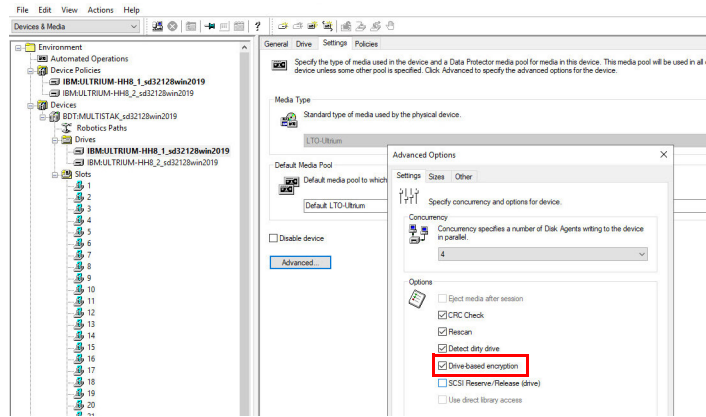 File Edit View Actions Help
Devices & Media
Environment
Automated Operations
Device Policies
IBM:ULTRIUM-HH8_1_sd32128win2019
IBM:ULTRIUM-HH8_2_sd32128win2019
Devices
BDT:MULTISTAK_sd32128win2019
Robotics Paths
Drives
IBM:ULTRIUM-HH8_1_sd32128win2019
IBM:ULTRIUM-HH8_2_sd32128win2019
Slots
1
2
3
4
5
6
7
8
9
10
11
12
13
14
15
16
17
18
19
20
21
General Drive Settings Policies
Specify the type of media used in the device and a Data Protector media pool for media in this device. This media pool will be used in all
device unless some other pool is specified. Click Advanced to specify the advanced options for the device.
Media Type
Standard type of media used by the physical device.
LTO-Ultrium
Default Media Pool
Default media pool to which
Default LTO-Ultrium
Disable device
Advanced...
Advanced Options
Settings Sizes Other
Specify concurrency and options for device.
Concurrency
Concurrency specifies a number of Disk Agents writing to the device
in parallel.
4
Options
Eject media after session
CRC Check
Rescan
Detect dirty drive
Drive-based encryption
SCSI Reserve/Release (drive)
Use direct library access